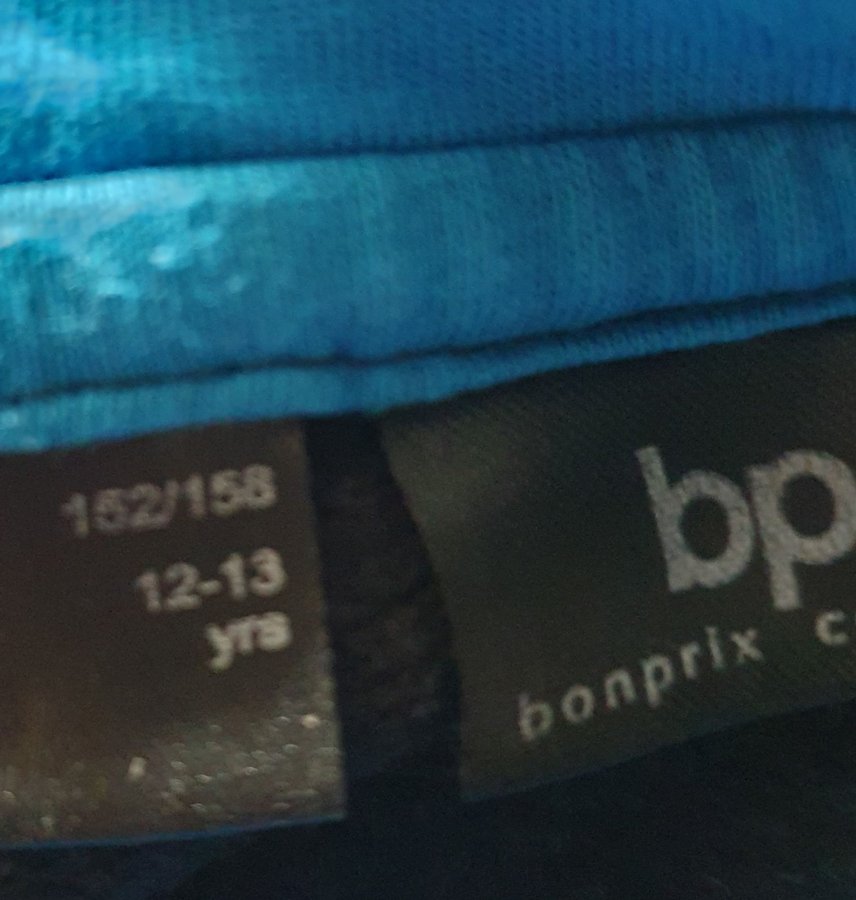 152/158
12-13
yrs
bp
bonprix